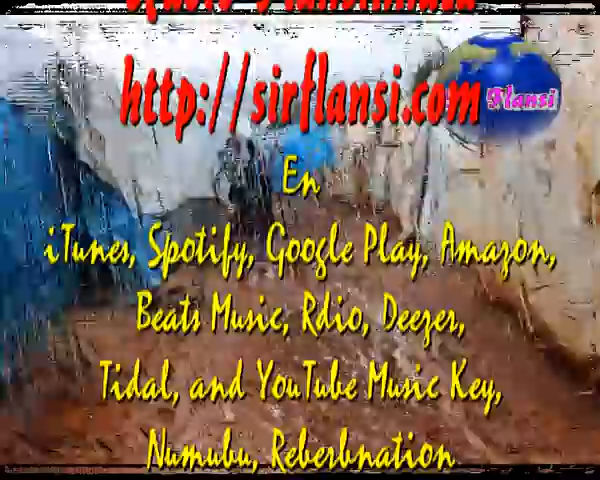 http://sirflansi.com
Flansi
En
iTunes, Spotify, Google Play, Amazon,
Beats Music, Rdio, Deezer,
Tidal, and YouTube Music Key,
Numubu, Reberbnation